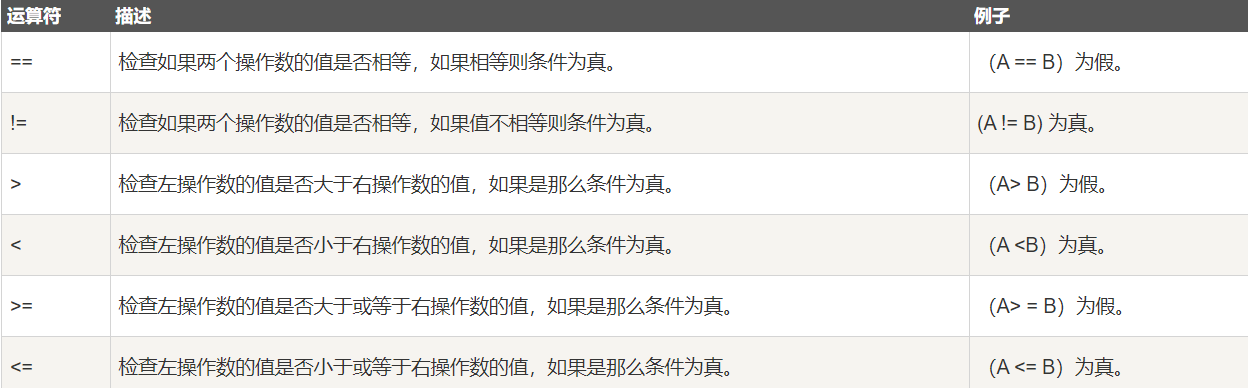 运算符 描述 例子
== 检查如果两个操作数的值是否相等，如果相等则条件为真。 （A == B）为假。
!= 检查如果两个操作数的值是否相等，如果值不相等则条件为真。 (A != B) 为真。
> 检查左操作数的值是否大于右操作数的值，如果是那么条件为真。 （A> B）为假。
< 检查左操作数的值是否小于右操作数的值，如果是那么条件为真。 （A <B）为真。
>= 检查左操作数的值是否大于或等于右操作数的值，如果是那么条件为真。 （A> = B）为假。
<= 检查左操作数的值是否小于或等于右操作数的值，如果是那么条件为真。 （A <= B）为真。